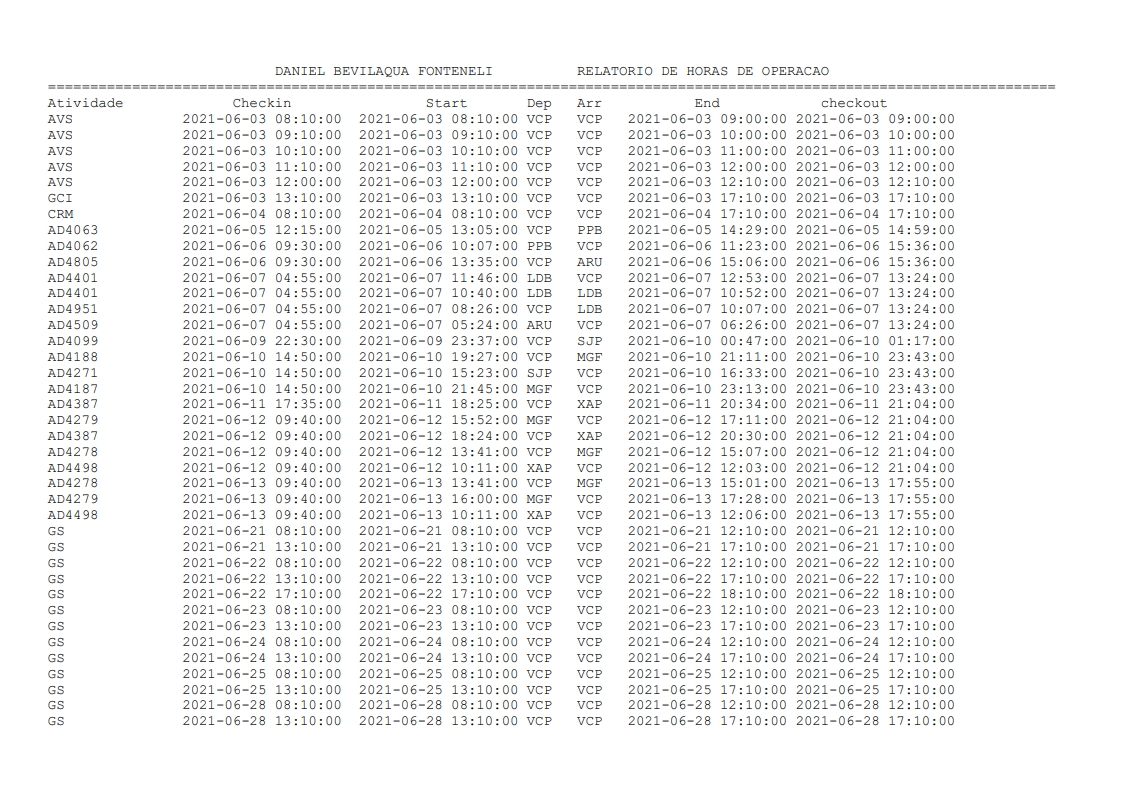 DANIEL BEVILAQUA FONTENELI RELATORIO DE HORAS DE OPERACAO
========================================================================================================================
Atividade Checkin Start Dep Arr End checkout
AVS 2021-06-03 08:10:00 2021-06-03 08:10:00 VCP VCP 2021-06-03 09:00:00 2021-06-03 09:00:00
AVS 2021-06-03 09:10:00 2021-06-03 09:10:00 VCP VCP 2021-06-03 10:00:00 2021-06-03 10:00:00
AVS 2021-06-03 10:10:00 2021-06-03 10:10:00 VCP VCP 2021-06-03 11:00:00 2021-06-03 11:00:00
AVS 2021-06-03 11:10:00 2021-06-03 11:10:00 VCP VCP 2021-06-03 12:00:00 2021-06-03 12:00:00
AVS 2021-06-03 12:00:00 2021-06-03 12:00:00 VCP VCP 2021-06-03 12:10:00 2021-06-03 12:10:00
GCI 2021-06-03 13:10:00 2021-06-03 13:10:00 VCP VCP 2021-06-03 17:10:00 2021-06-03 17:10:00
CRM 2021-06-04 08:10:00 2021-06-04 08:10:00 VCP VCP 2021-06-04 17:10:00 2021-06-04 17:10:00
AD4063 2021-06-05 12:15:00 2021-06-05 13:05:00 VCP PPB 2021-06-05 14:29:00 2021-06-05 14:59:00
AD4062 2021-06-06 09:30:00 2021-06-06 10:07:00 PPB VCP 2021-06-06 11:23:00 2021-06-06 15:36:00
AD4805 2021-06-06 09:30:00 2021-06-06 13:35:00 VCP ARU 2021-06-06 15:06:00 2021-06-06 15:36:00
AD4401 2021-06-07 04:55:00 2021-06-07 11:46:00 LDB VCP 2021-06-07 12:53:00 2021-06-07 13:24:00
AD4401 2021-06-07 04:55:00 2021-06-07 10:40:00 LDB LDB 2021-06-07 10:52:00 2021-06-07 13:24:00
AD4951 2021-06-07 04:55:00 2021-06-07 08:26:00 VCP LDB 2021-06-07 10:07:00 2021-06-07 13:24:00
AD4509 2021-06-07 04:55:00 2021-06-07 05:24:00 ARU VCP 2021-06-07 06:26:00 2021-06-07 13:24:00
AD4099 2021-06-09 22:30:00 2021-06-09 23:37:00 VCP SJP 2021-06-10 00:47:00 2021-06-10 01:17:00
AD4188 2021-06-10 14:50:00 2021-06-10 19:27:00 VCP MGF 2021-06-10 21:11:00 2021-06-10 23:43:00
AD4271 2021-06-10 14:50:00 2021-06-10 15:23:00 SJP VCP 2021-06-10 16:33:00 2021-06-10 23:43:00
AD4187 2021-06-10 14:50:00 2021-06-10 21:45:00 MGF VCP 2021-06-10 23:13:00 2021-06-10 23:43:00
AD4387 2021-06-11 17:35:00 2021-06-11 18:25:00 VCP XAP 2021-06-11 20:34:00 2021-06-11 21:04:00
AD4279 2021-06-12 09:40:00 2021-06-12 15:52:00 MGF VCP 2021-06-12 17:11:00 2021-06-12 21:04:00
AD4387 2021-06-12 09:40:00 2021-06-12 18:24:00 VCP XAP 2021-06-12 20:30:00 2021-06-12 21:04:00
AD4278 2021-06-12 09:40:00 2021-06-12 13:41:00 VCP MGF 2021-06-12 15:07:00 2021-06-12 21:04:00
AD4498 2021-06-12 09:40:00 2021-06-12 10:11:00 XAP VCP 2021-06-12 12:03:00 2021-06-12 21:04:00
AD4278 2021-06-13 09:40:00 2021-06-13 13:41:00 VCP MGF 2021-06-13 15:01:00 2021-06-13 17:55:00
AD4279 2021-06-13 09:40:00 2021-06-13 16:00:00 MGF VCP 2021-06-13 17:28:00 2021-06-13 17:55:00
AD4498 2021-06-13 09:40:00 2021-06-13 10:11:00 XAP VCP 2021-06-13 12:06:00 2021-06-13 17:55:00
GS 2021-06-21 08:10:00 2021-06-21 08:10:00 VCP VCP 2021-06-21 12:10:00 2021-06-21 12:10:00
GS 2021-06-21 13:10:00 2021-06-21 13:10:00 VCP VCP 2021-06-21 17:10:00 2021-06-21 17:10:00
GS 2021-06-22 08:10:00 2021-06-22 08:10:00 VCP VCP 2021-06-22 12:10:00 2021-06-22 12:10:00
GS 2021-06-22 13:10:00 2021-06-22 13:10:00 VCP VCP 2021-06-22 17:10:00 2021-06-22 17:10:00
GS 2021-06-22 17:10:00 2021-06-22 17:10:00 VCP VCP 2021-06-22 18:10:00 2021-06-22 18:10:00
GS 2021-06-23 08:10:00 2021-06-23 08:10:00 VCP VCP 2021-06-23 12:10:00 2021-06-23 12:10:00
GS 2021-06-23 13:10:00 2021-06-23 13:10:00 VCP VCP 2021-06-23 17:10:00 2021-06-23 17:10:00
GS 2021-06-24 08:10:00 2021-06-24 08:10:00 VCP VCP 2021-06-24 12:10:00 2021-06-24 12:10:00
GS 2021-06-24 13:10:00 2021-06-24 13:10:00 VCP VCP 2021-06-24 17:10:00 2021-06-24 17:10:00
GS 2021-06-25 08:10:00 2021-06-25 08:10:00 VCP VCP 2021-06-25 12:10:00 2021-06-25 12:10:00
GS 2021-06-25 13:10:00 2021-06-25 13:10:00 VCP VCP 2021-06-25 17:10:00 2021-06-25 17:10:00
GS 2021-06-28 08:10:00 2021-06-28 08:10:00 VCP VCP 2021-06-28 12:10:00 2021-06-28 12:10:00
GS 2021-06-28 13:10:00 2021-06-28 13:10:00 VCP VCP 2021-06-28 17:10:00 2021-06-28 17:10:00